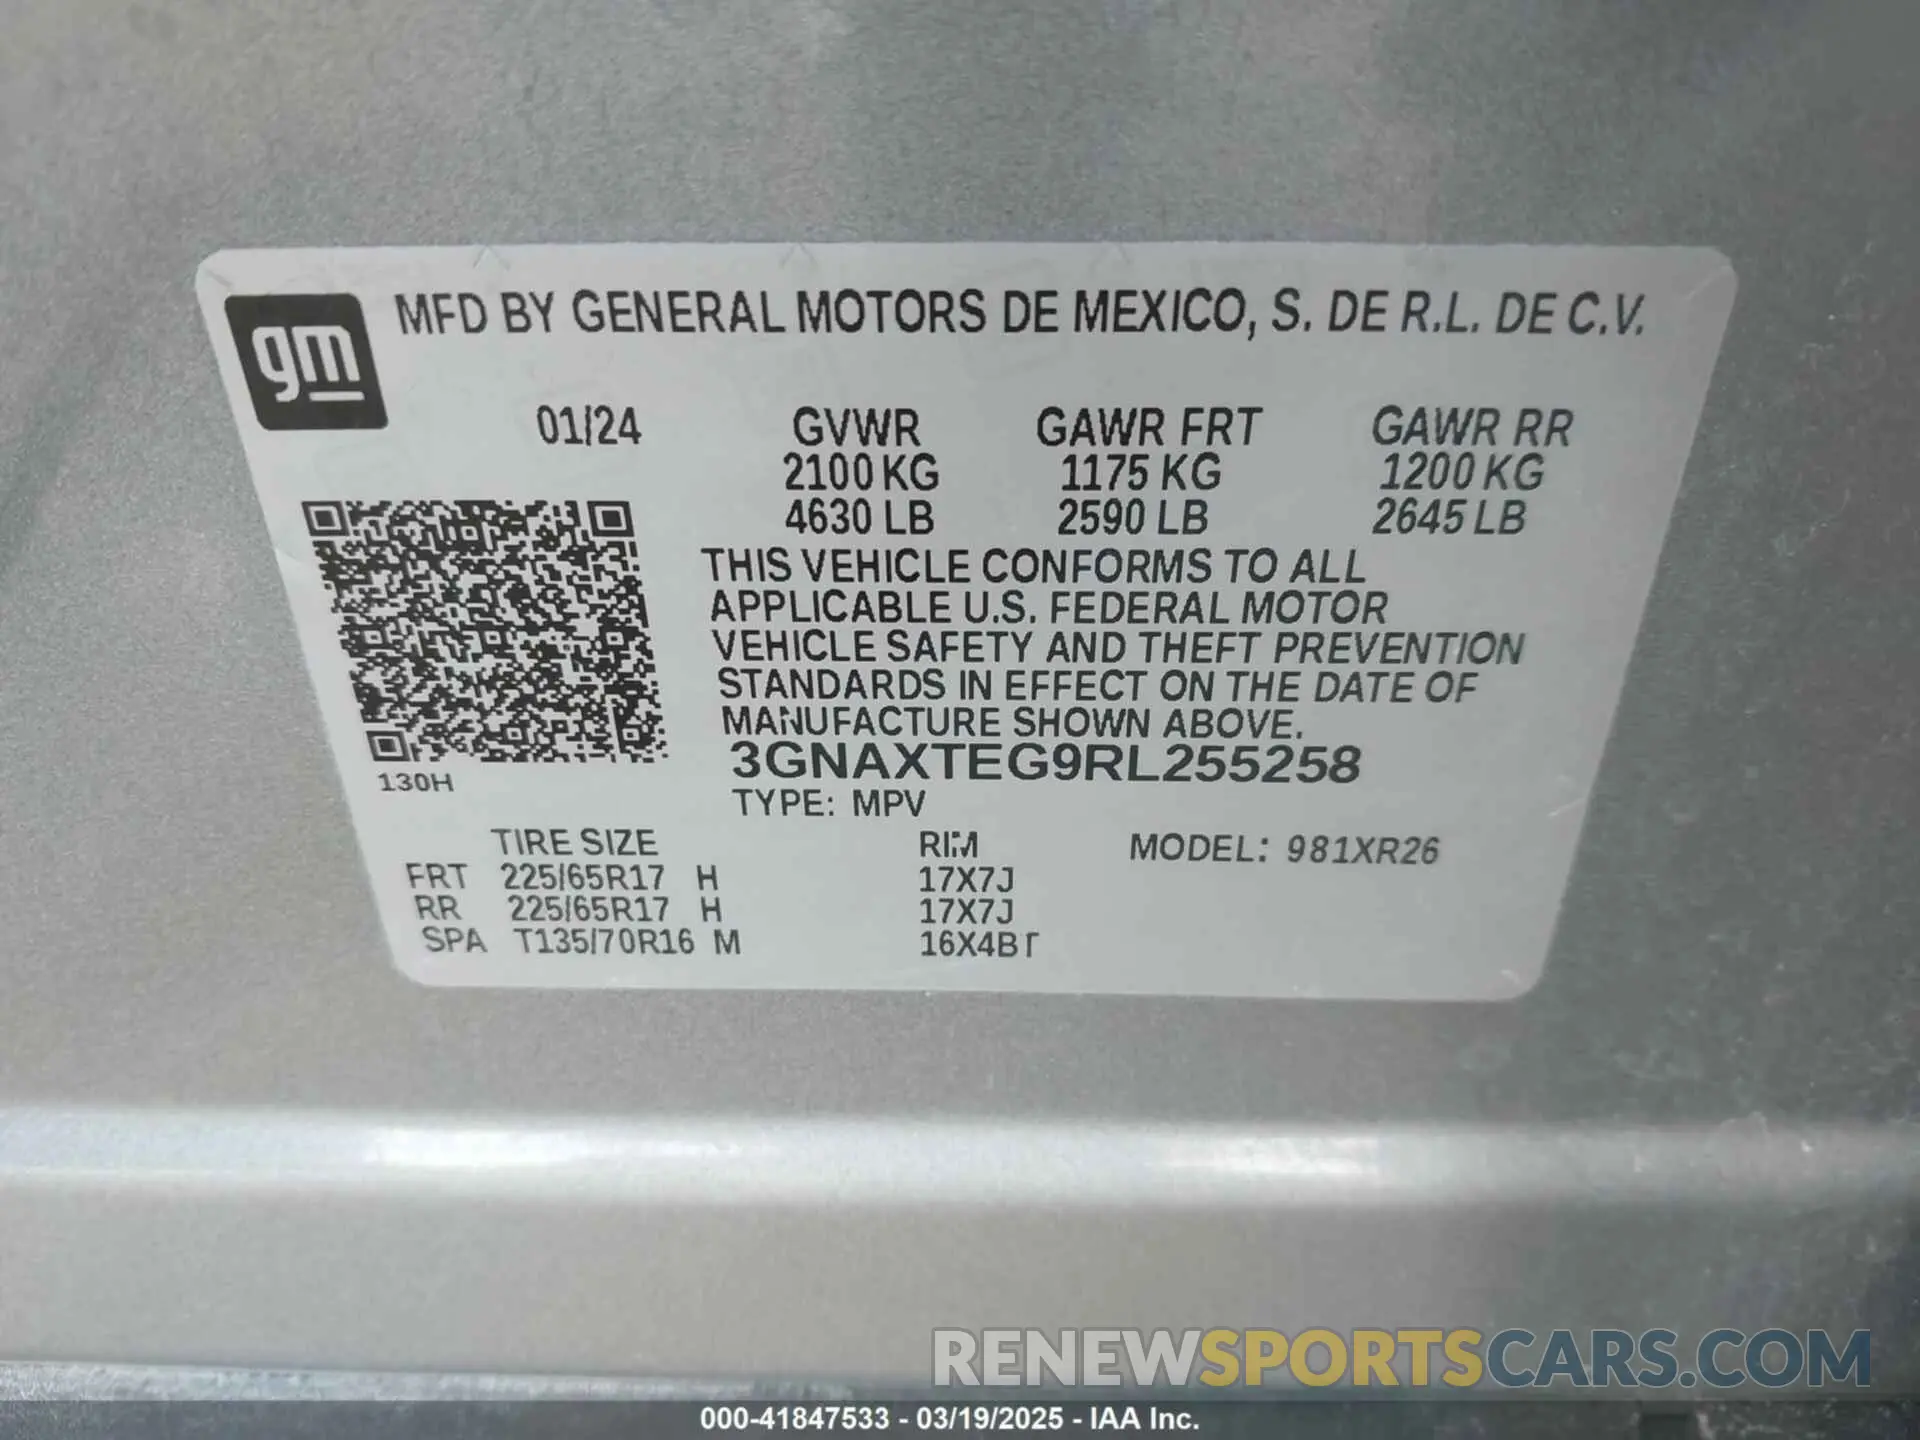 gm
MFD BY GENERAL MOTORS DE MEXICO, S. DE R.L. DE C.V.
01/24 GVWR GAWR FRT GAWR RR
2100 KG 1175 KG 1200 KG
4630 LB 2590 LB 2645 LB
THIS VEHICLE CONFORMS TO ALL
APPLICABLE U.S. FEDERAL MOTOR
VEHICLE SAFETY AND THEFT PREVENTION
STANDARDS IN EFFECT ON THE DATE OF
MANUFACTURE SHOWN ABOVE.
3GNAXTEG9RL255258
130H
TYPE: MPV
TIRE SIZE RIM MODEL: 981XR26
FRT 225/65R17 H 17X7J
RR 225/65R17 H 17X7J
SPA T135/70R16 M 16X4BT
RENEWSPORTSCARS.COM
000-41847533 - 03/19/2025 - IAA Inc.